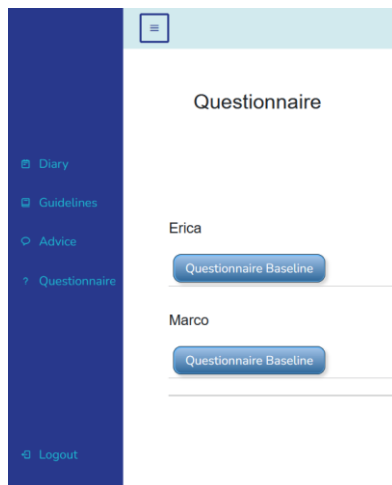 Questionnaire
Diary
Guidelines
Advice
? Questionnaire
Logout
Erica
Questionnaire Baseline
Marco
Questionnaire Baseline